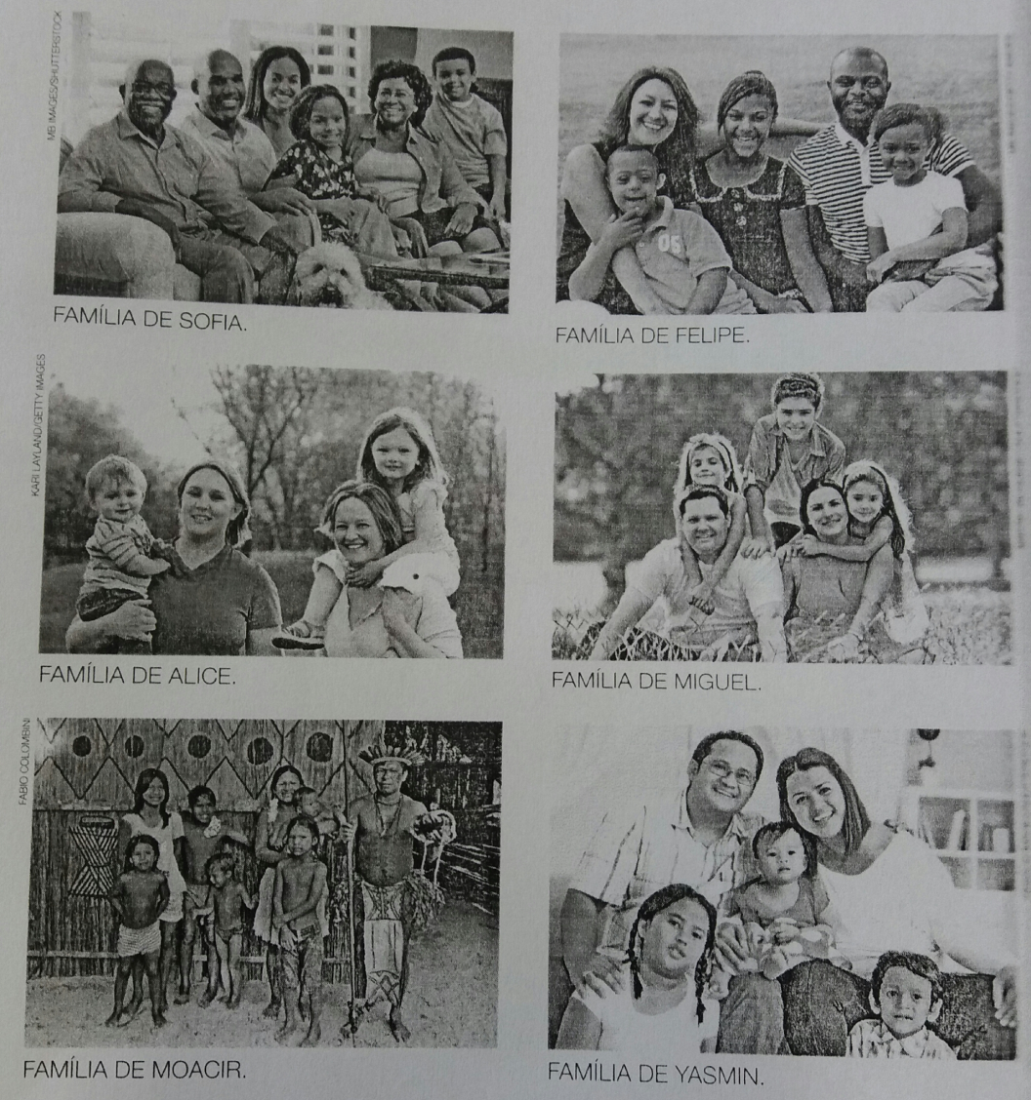 MB IMAGES/SHUTTERSTOCK
FAMÍLIA DE SOFIA.
FAMÍLIA DE FELIPE.
KARI LAYLAND/GETTY IMAGES
FAMÍLIA DE ALICE.
FAMÍLIA DE MIGUEL.
FABIO COLOMBINI
FAMÍLIA DE MOACIR.
FAMÍLIA DE YASMIN.
05